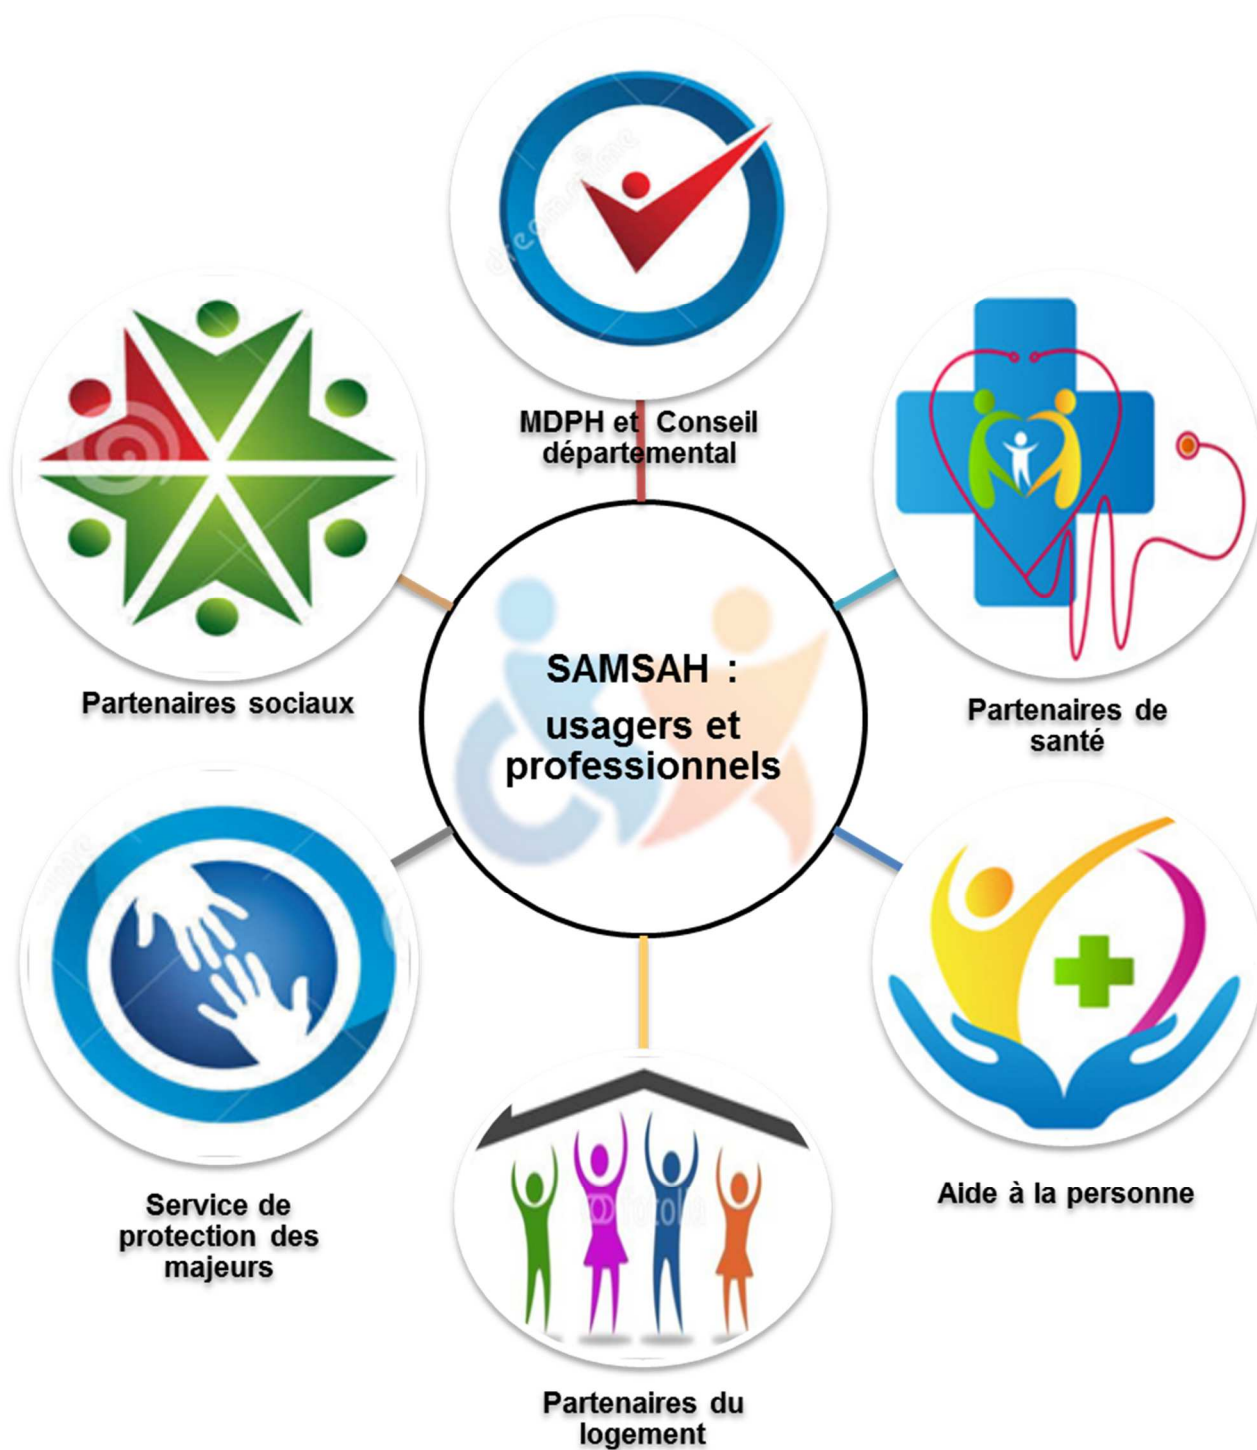 MDPH et Conseil
départemental
Partenaires sociaux
SAMSAH :
usagers et
professionnels
Partenaires de
santé
Service de
protection des
majeurs
Aide à la personne
Partenaires du
logement